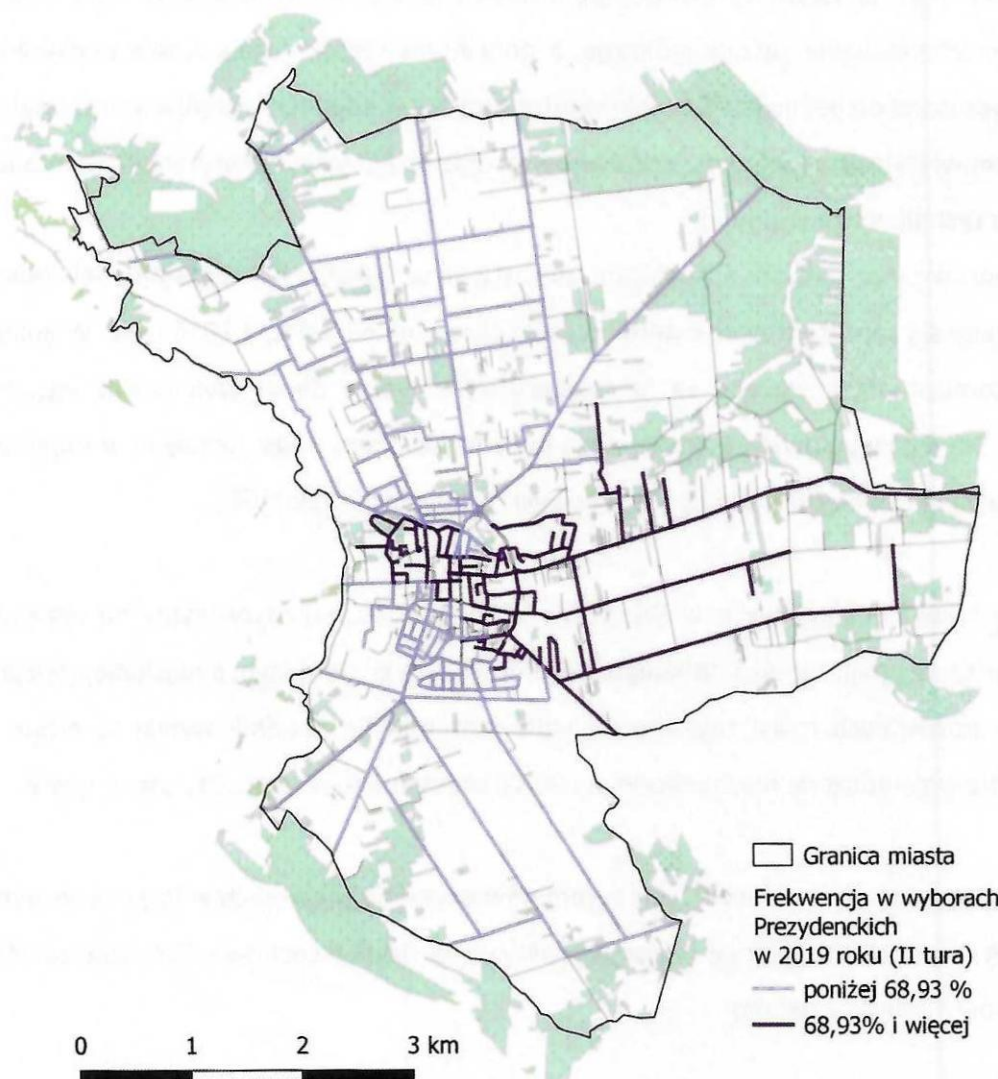 Granica miasta
Frekwencja w wyborach
Prezydenckich
w 2019 roku (II tura)
poniżej 68,93 %
68,93% i więcej
0 1 2 3 km